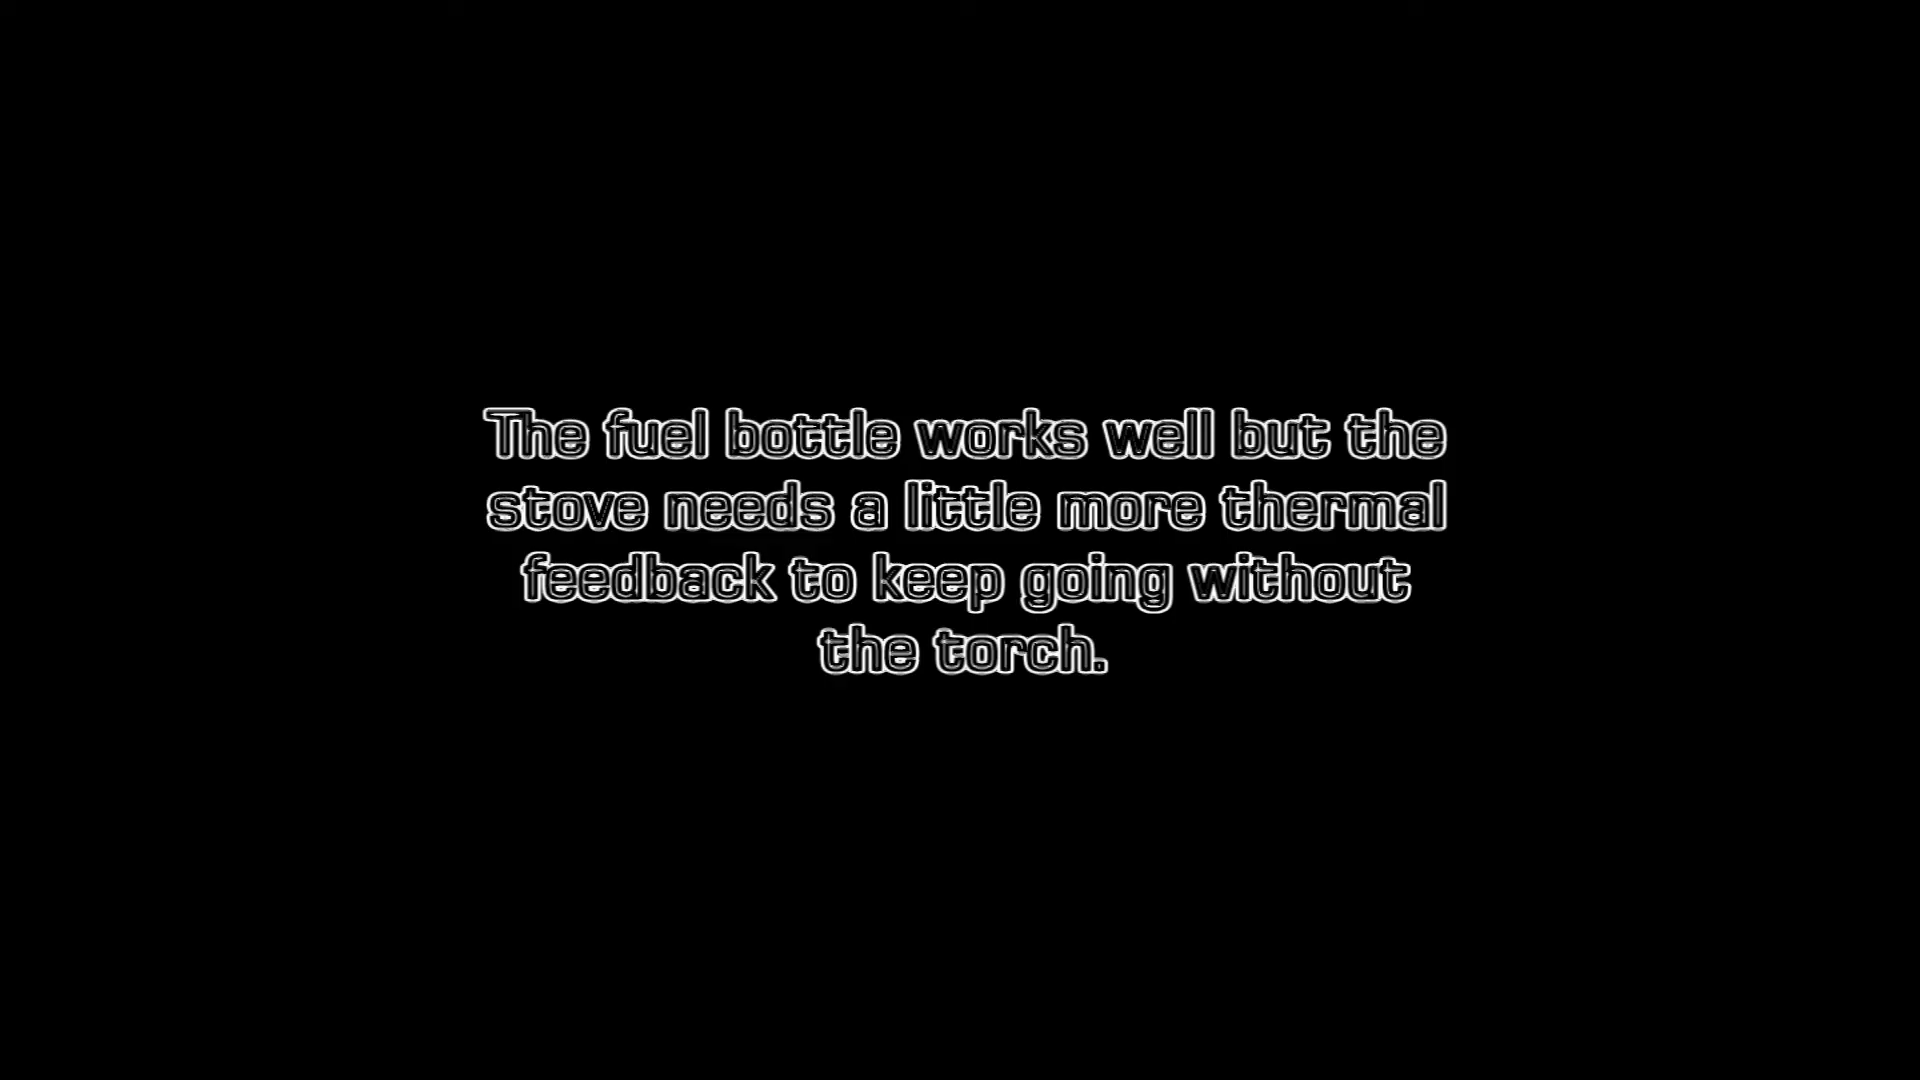 The fuel bottle works well but the
stove needs a little more thermal
feedback to keep going without
the torch.